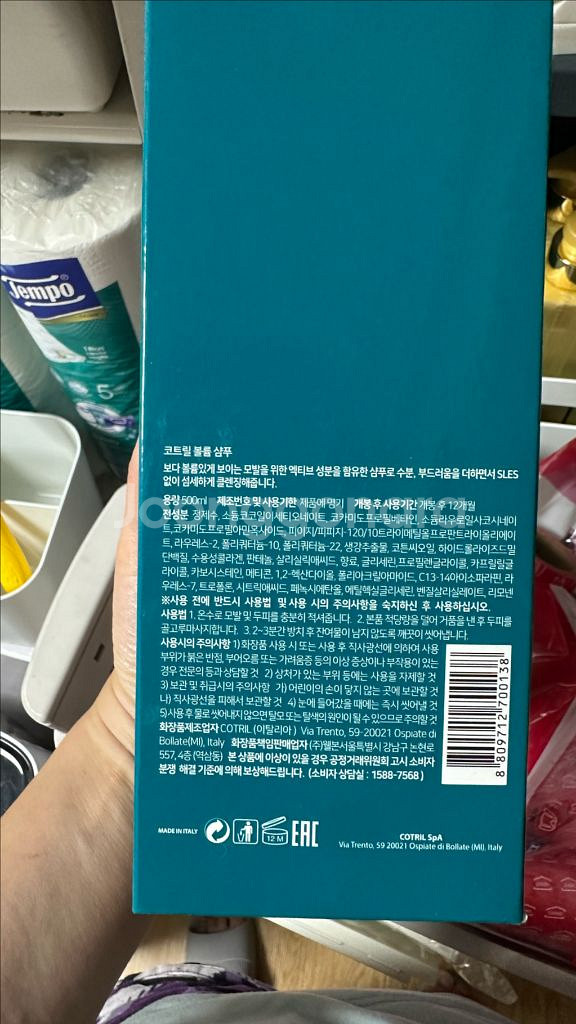 Tempo
5
코트릴 볼륨 샴푸
보다 볼륨있게 보이는 모발을 위한 액티브 성분을 함유한 샴푸로 수분, 부드러움을 더하면서 SLES
없이 섬세하게 클렌징해줍니다.
용량 500ml 제조번호 및 사용기한 제품에 명기 개봉 후 사용기간 개봉 후 12개월
전성분 정제수, 소듐코코일이세티오네이트, 코카미도프로필베타인, 소듐라우로일사코시네이
트, 코카미도프로필아민옥사이드, 피이지/피피지-120/10트라이메틸올프로판트라이올리에이
트, 라우레스-2, 폴리쿼터늄-10, 폴리쿼터늄-22, 생강추출물, 코튼씨오일, 하이드롤라이즈드밀
단백질, 수용성콜라겐, 판테놀, 살리실릭애씨드, 향료, 글리세린, 프로필렌글라이콜, 카프릴릴글
라이콜, 카보시스테인, 메티콘, 1,2-헥산다이올, 폴리아크릴아마이드, C13-14아이소파라핀, 라
우레스-7, 트로폴론, 시트릭애씨드, 페녹시에탄올, 에틸헥실글리세린, 벤질살리실레이트, 리모넨
※사용 전에 반드시 사용법 및 사용 시의 주의사항을 숙지하신 후 사용하십시오.
사용법 1. 온수로 모발 및 두피를 충분히 적셔줍니다. 2. 본품 적당량을 덜어 거품을 낸 후 두피를
골고루마사지합니다. 3. 2~3분간 방치 후 잔여물이 남지 않도록 깨끗이 씻어냅니다.
사용시의 주의사항 1) 화장품 사용 시 또는 사용 후 직사광선에 의하여 사용
부위가 붉은 반점, 부어오름 또는 가려움증 등의 이상 증상이나 부작용이 있는
경우 전문의 등과 상담할 것 2) 상처가 있는 부위 등에는 사용을 자제할 것
3) 보관 및 취급시의 주의사항 가) 어린이의 손이 닿지 않는 곳에 보관할 것
나) 직사광선을 피해서 보관할 것 4) 눈에 들어갔을 때에는 즉시 씻어낼 것
5)사용 후 물로 씻어내지 않으면 탈모 또는 탈색의 원인이 될 수 있으므로 주의할 것
화장품제조업자 COTRIL (이탈리아) Via Trento, 59-20021 Ospiate di
Bollate(MI), Italy 화장품책임판매업자 (주)웰본서울특별시 강남구 논현로
557, 4층 (역삼동) 본 상품에 이상이 있을 경우 공정거래위원회 고시 소비자
분쟁 해결 기준에 의해 보상해드립니다. (소비자 상담실 : 1588-7568)
8 809712 700138
MADE IN ITALY
12 M
EAC
COTRIL SpA
Via Trento, 59 20021 Ospiate di Bollate (MI), Italy